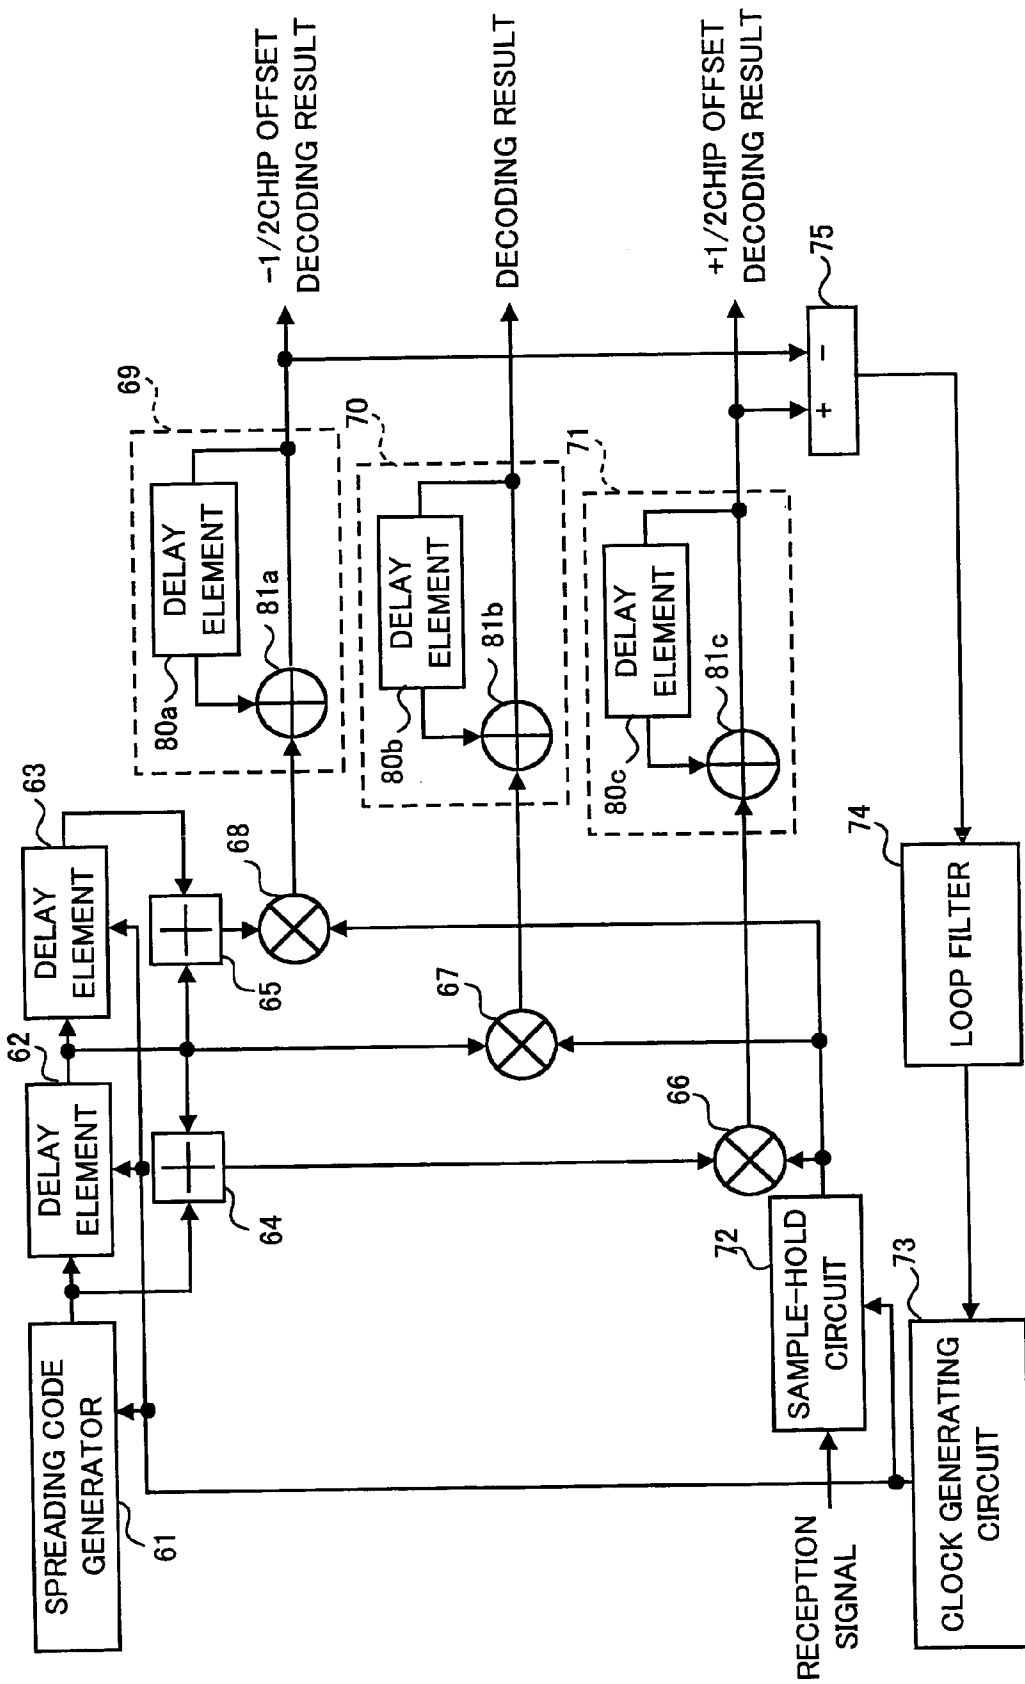 SPREADING CODE
GENERATOR
61
DELAY
ELEMENT
62
DELAY
ELEMENT
63
64
65
66
67
68
69
DELAY
ELEMENT
80a
81a
-1/2CHIP OFFSET
DECODING RESULT
70
DELAY
ELEMENT
80b
81b
DECODING RESULT
71
DELAY
ELEMENT
80c
81c
+1/2CHIP OFFSET
DECODING RESULT
+
-
75
RECEPTION
SIGNAL
SAMPLE-HOLD
CIRCUIT
72
CLOCK GENERATING
CIRCUIT
73
LOOP FILTER
74